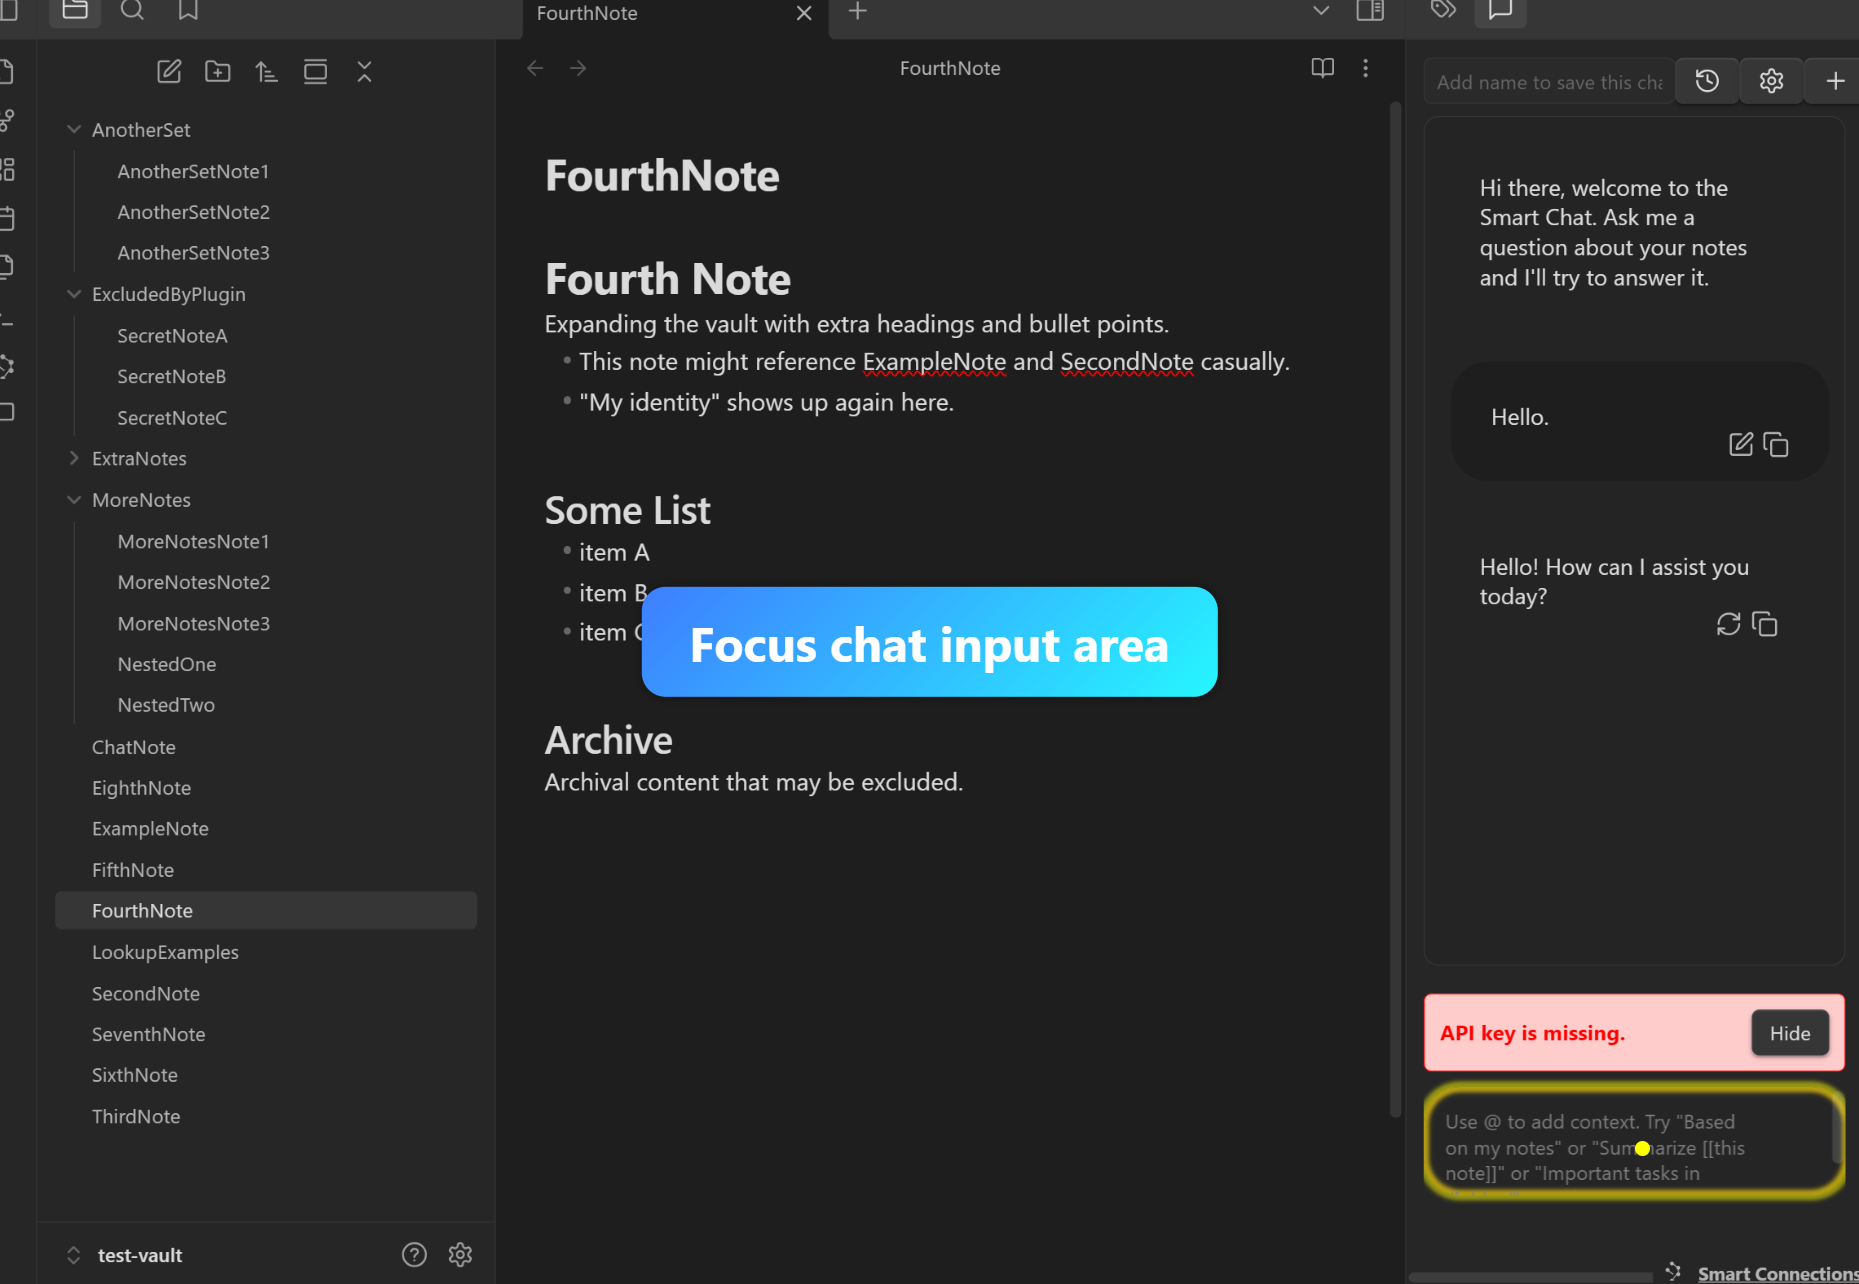 FourthNote
FourthNote
Add name to save this cha
AnotherSet
AnotherSetNote1
AnotherSetNote2
AnotherSetNote3
ExcludedByPlugin
SecretNoteA
SecretNoteB
SecretNoteC
ExtraNotes
MoreNotes
MoreNotesNote1
MoreNotesNote2
MoreNotesNote3
NestedOne
NestedTwo
ChatNote
EighthNote
ExampleNote
FifthNote
FourthNote
LookupExamples
SecondNote
SeventhNote
SixthNote
ThirdNote
test-vault
FourthNote
Fourth Note
Expanding the vault with extra headings and bullet points.
This note might reference ExampleNote and SecondNote casually.
"My identity" shows up again here.
Some List
item A
item B
item
Focus chat input area
Archive
Archival content that may be excluded.
Hi there, welcome to the
Smart Chat. Ask me a
question about your notes
and I'll try to answer it.
Hello.
Hello! How can I assist you
today?
API key is missing.
Hide
Use @ to add context. Try "Based
on my notes" or "Summarize [[this
note]]" or "Important tasks in
Smart Connections